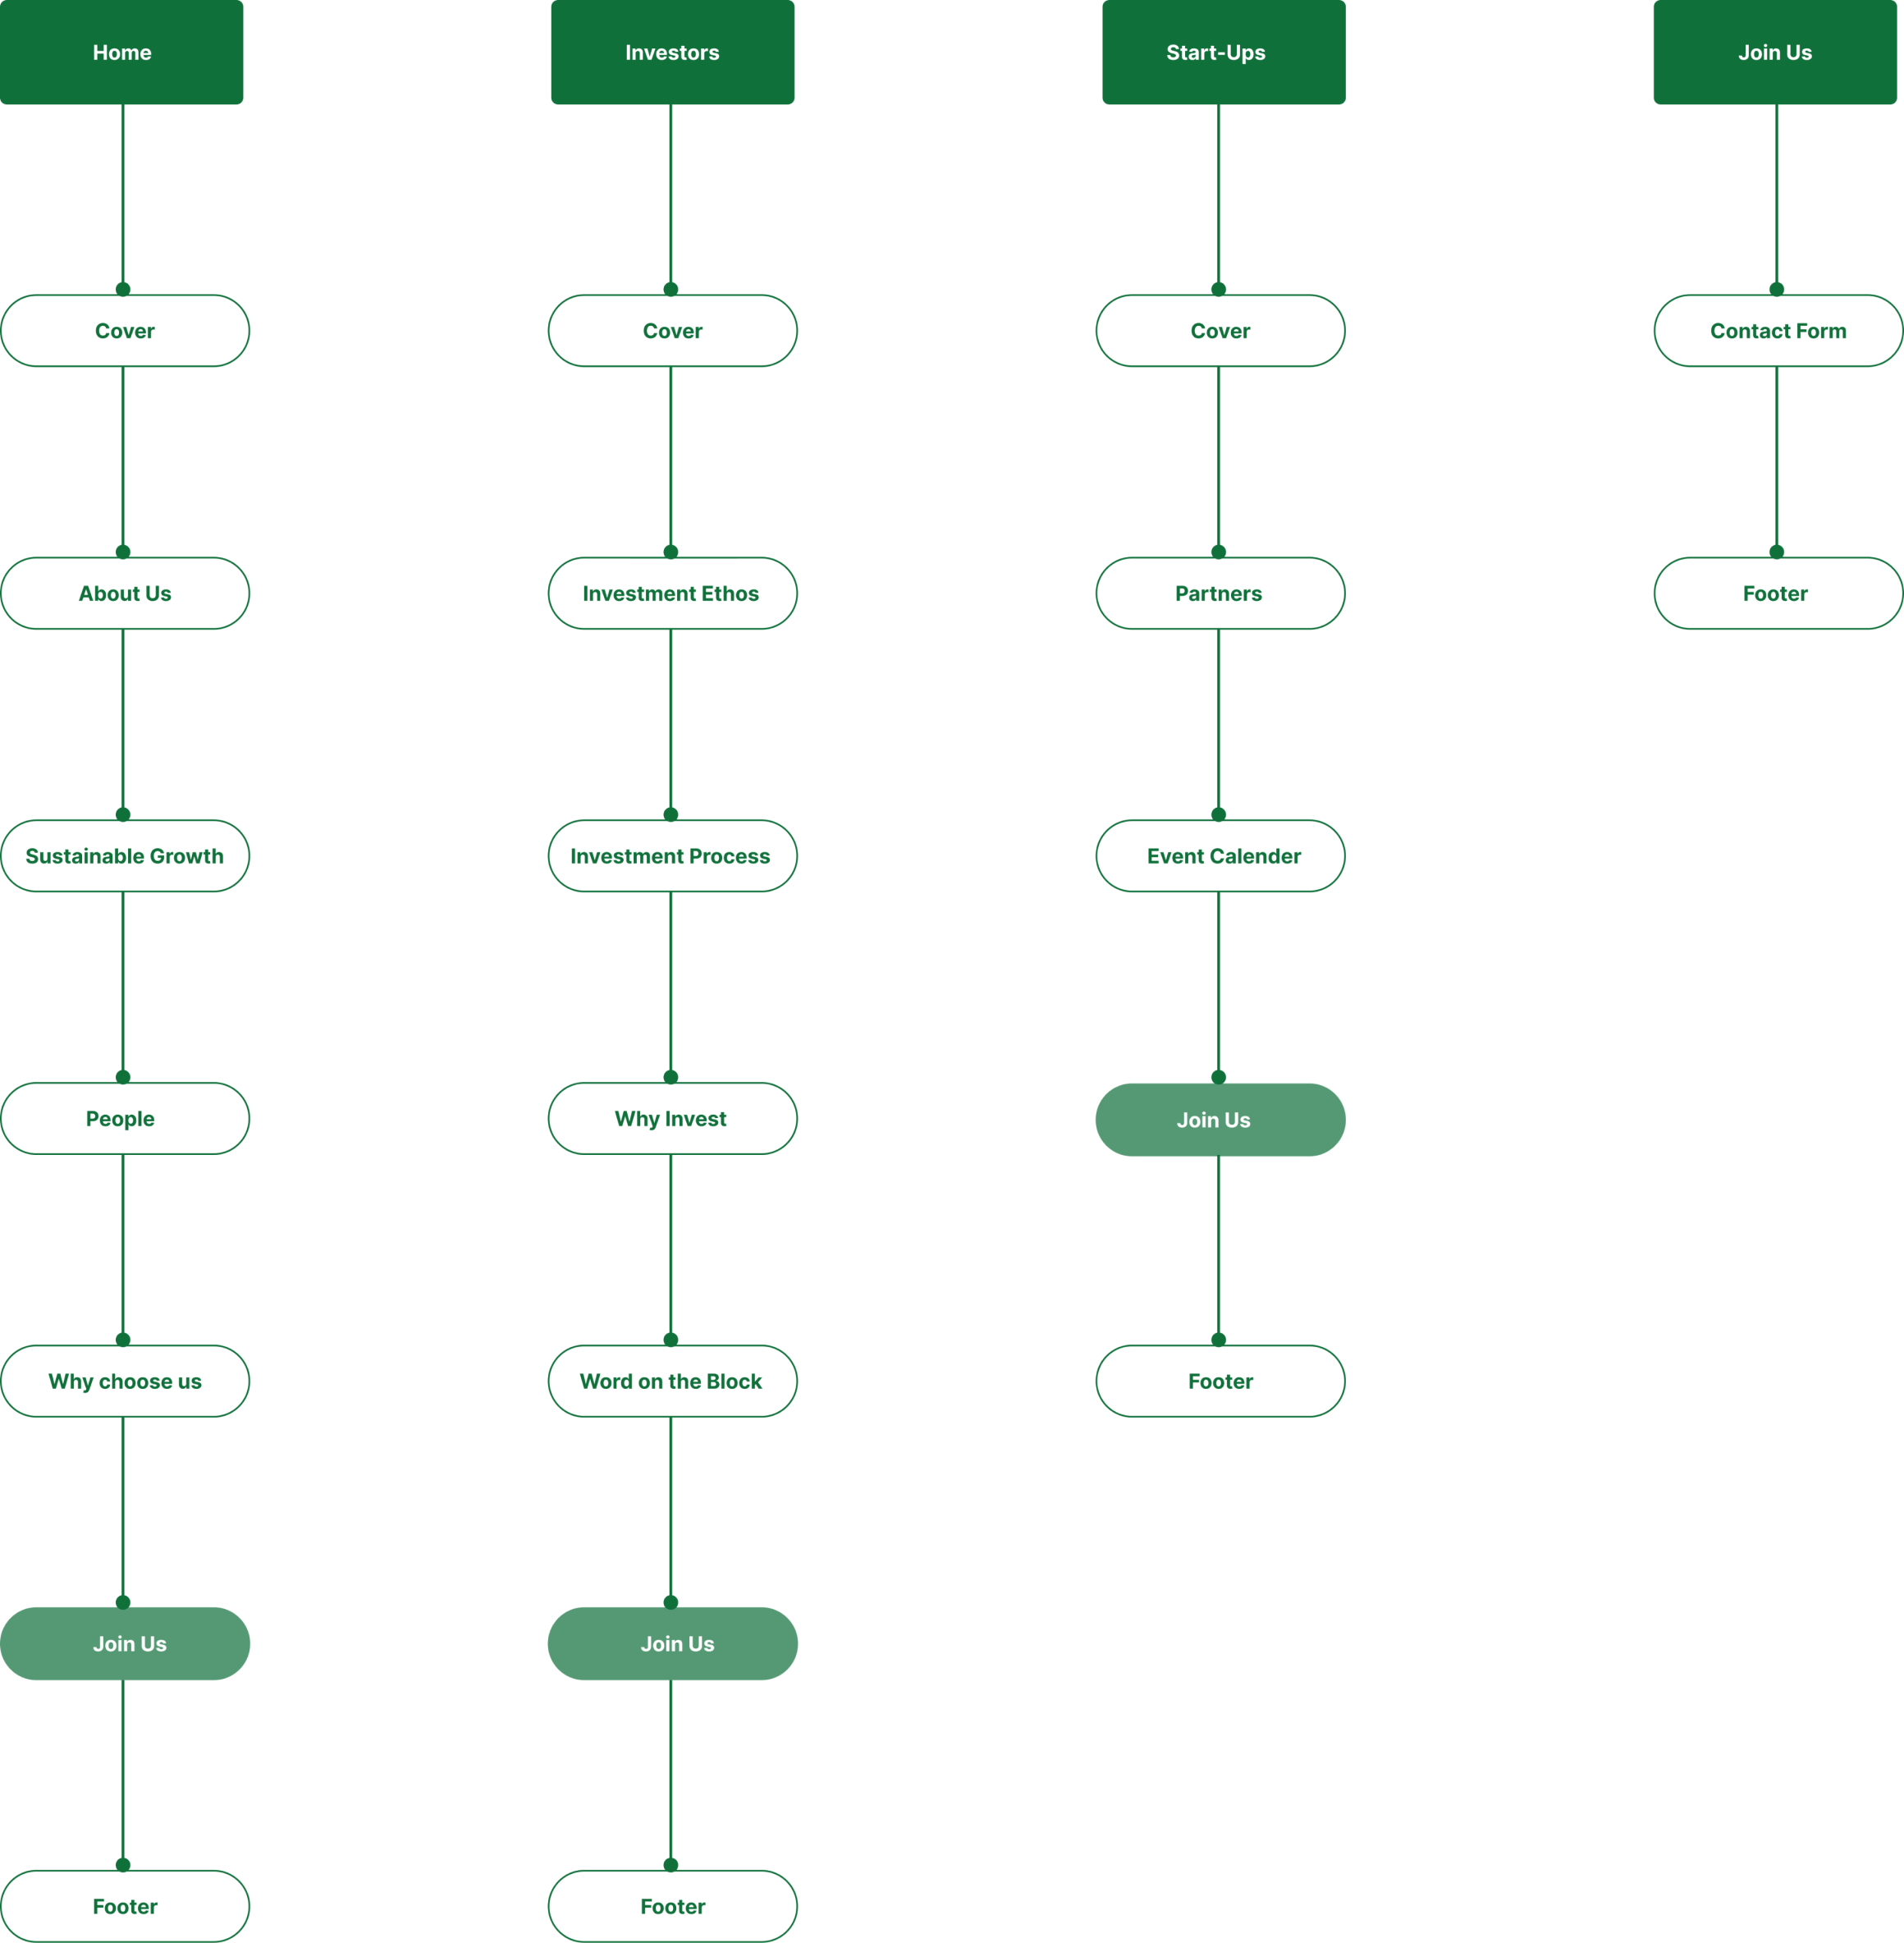 Home
Investors
Start-Ups
Join Us
Cover
Cover
Cover
Contact Form
About Us
Investment Ethos
Partners
Footer
Sustainable Growth
Investment Process
Event Calender
People
Why Invest
Join Us
Why choose us
Word on the Block
Footer
Join Us
Join Us
Footer
Footer